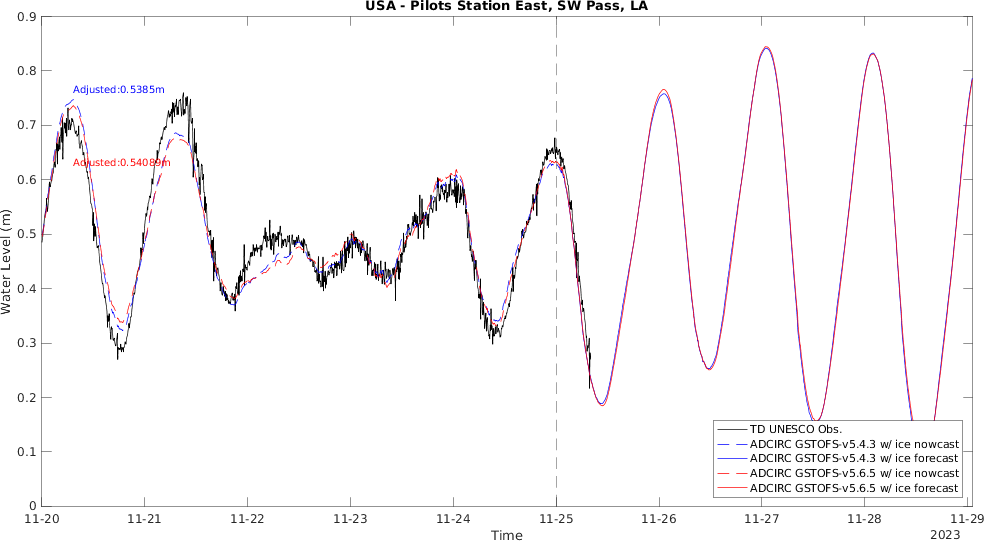 USA - Pilots Station East, SW Pass, LA
0.9
0.8
0.7
0.6
0.5
0.4
0.3
0.2
0.1
0
Water Level (m)
Adjusted:0.5385m
Adjusted:0.54089m
TD UNESCO Obs.
ADCIRC GSTOFS-v5.4.3 w/ ice nowcast
ADCIRC GSTOFS-v5.4.3 w/ ice forecast
ADCIRC GSTOFS-v5.6.5 w/ ice nowcast
ADCIRC GSTOFS-v5.6.5 w/ ice forecast
11-20 11-21 11-22 11-23 11-24 11-25 11-26 11-27 11-28 11-29
Time
2023